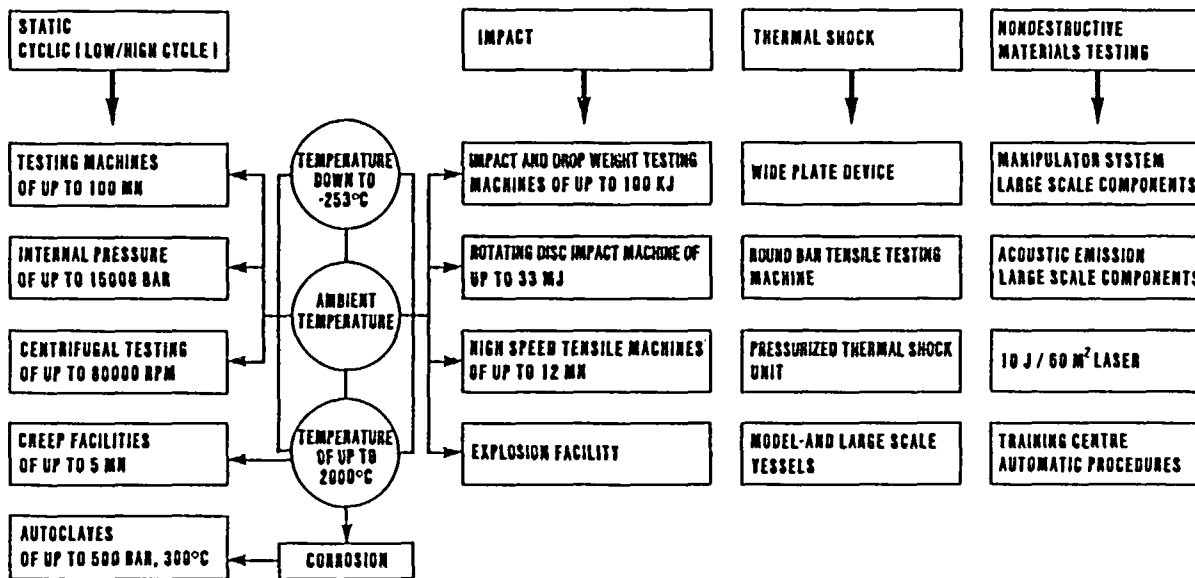 STATIC
CYCLIC (LOW/HIGH CYCLE)
TESTING MACHINES
OF UP TO 100 MN
INTERNAL PRESSURE
OF UP TO 15000 BAR
CENTRIFUGAL TESTING
OF UP TO 80000 RPM
CREEP FACILITIES
OF UP TO 5 MN
AUTOCLAVES
OF UP TO 500 BAR, 300°C
TEMPERATURE
DOWN TO
-253°C
AMBIENT
TEMPERATURE
TEMPERATURE
OF UP TO
2000°C
CORROSION
IMPACT
IMPACT AND DROP WEIGHT TESTING
MACHINES OF UP TO 100 KJ
ROTATING DISC IMPACT MACHINE OF
UP TO 33 MJ
HIGH SPEED TENSILE MACHINES
OF UP TO 12 MN
EXPLOSION FACILITY
THERMAL SHOCK
WIDE PLATE DEVICE
ROUND BAR TENSILE TESTING
MACHINE
PRESSURIZED THERMAL SHOCK
UNIT
MODEL-AND LARGE SCALE
VESSELS
NONDESTRUCTIVE
MATERIALS TESTING
MANIPULATOR SYSTEM
LARGE SCALE COMPONENTS
ACOUSTIC EMISSION
LARGE SCALE COMPONENTS
10 J / 60 M² LASER
TRAINING CENTRE
AUTOMATIC PROCEDURES